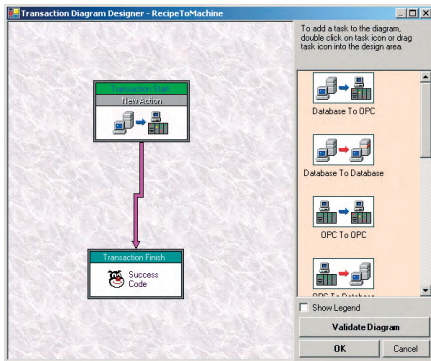 Transaction Diagram Designer - RecipeToMachine
To add a task to the diagram,
double click on task icon or drag
task icon into the design area.
Transaction Start
New Action
Transaction Finish
Success
Code
Database To OPC
Database To Database
OPC To OPC
OPC To Database
Show Legend
Validate Diagram
OK
Cancel